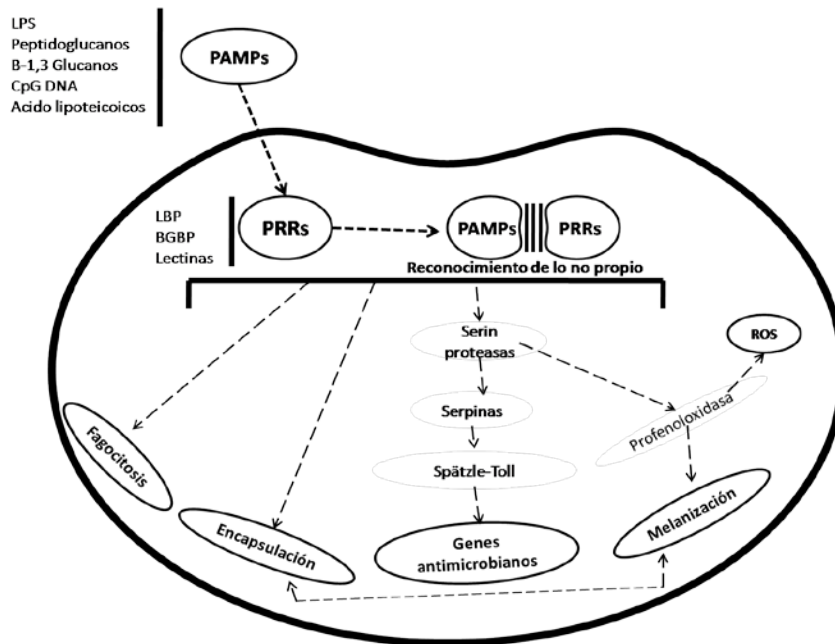 LPS
Peptidoglucanos
B-1,3 Glucanos
CpG DNA
Acido lipoteicoicos
PAMPs
LBP
BGBP
Lectinas
PRRs
PAMPs
PRRs
Reconocimiento de lo no propio
Serin
proteasas
ROS
Profenoloxidasa
Serpinas
Fagocitosis
Spätzle-Toll
Melanización
Encapsulación
Genes
antimicrobianos